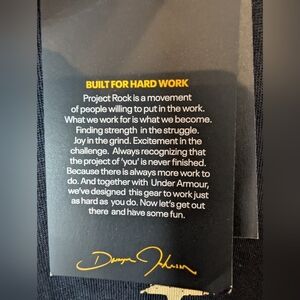 BUILT FOR HARD WORK
Project Rock is a movement
of people willing to put in the work.
What we work for is what we become.
Finding strength in the struggle.
Joy in the grind. Excitement in the
challenge. Always recognizing that
the project of 'you' is never finished.
Because there is always more work to
do. And together with Under Armour,
we've designed this gear to work just
as hard as you do. Now let's get out
there and have some fun.
Dwayne Johnson